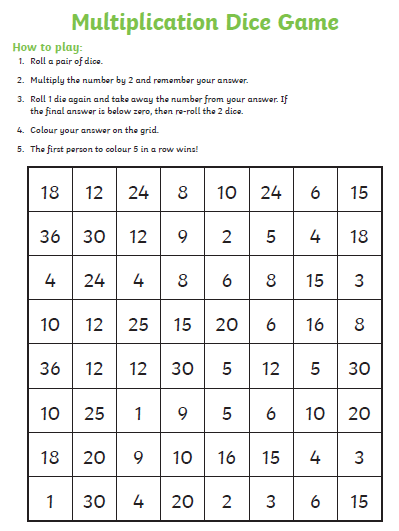 Multiplication Dice Game
How to play:
1. Roll a pair of dice.
2. Multiply the number by 2 and remember your answer.
3. Roll 1 die again and take away the number from your answer. If
the final answer is below zero, then re-roll the 2 dice.
4. Colour your answer on the grid.
5. The first person to colour 5 in a row wins!
18 12 24 8 10 24 6 15
36 30 12 9 2 5 4 18
4 24 4 8 6 8 15 3
10 12 25 15 20 6 16 8
36 12 12 30 5 12 5 30
10 25 1 9 5 6 10 20
18 20 9 10 16 15 4 3
1 30 4 20 2 3 6 15